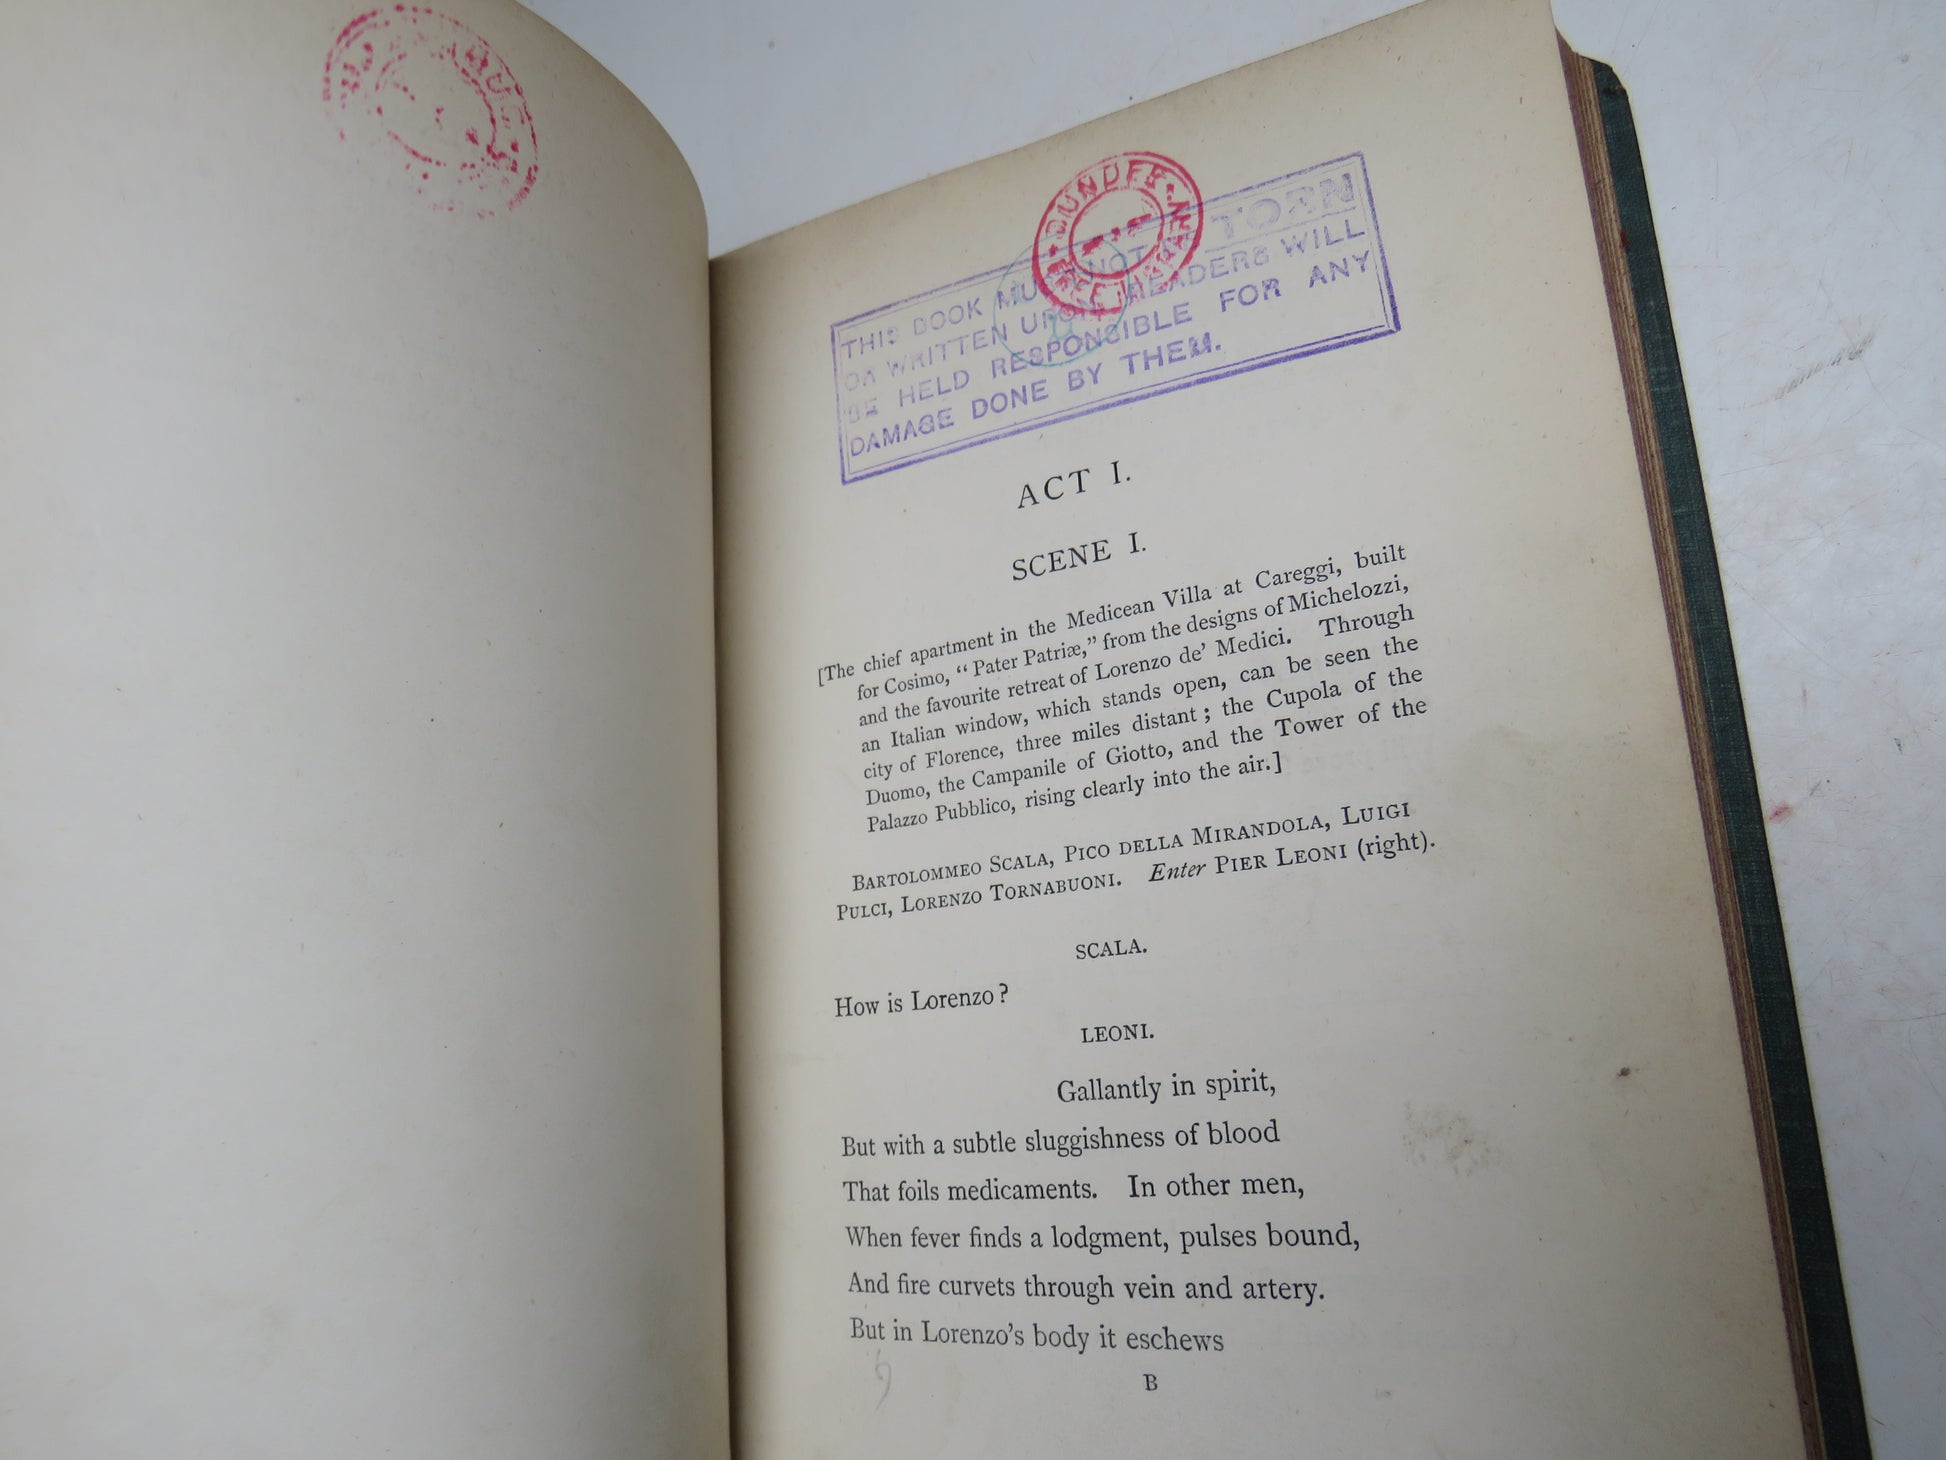 DUNDEE
FREE LIBRARY
THIS BOOK MUST NOT BE TORN
OR WRITTEN UPON. READERS WILL
BE HELD RESPONSIBLE FOR ANY
DAMAGE DONE BY THEM.
ACT I.
SCENE I.
[The chief apartment in the Medicean Villa at Careggi, built
for Cosimo, “Pater Patriæ,” from the designs of Michelozzi,
and the favourite retreat of Lorenzo de’ Medici. Through
an Italian window, which stands open, can be seen the
city of Florence, three miles distant; the Cupola of the
Duomo, the Campanile of Giotto, and the Tower of the
Palazzo Pubblico, rising clearly into the air.]
BARTOLOMMEO SCALA, PICO DELLA MIRANDOLA, LUIGI
PULCI, LORENZO TORNABUONI. Enter PIER LEONI (right).
SCALA.
How is Lorenzo?
LEONI.
Gallantly in spirit,
But with a subtle sluggishness of blood
That foils medicaments. In other men,
When fever finds a lodgment, pulses bound,
And fire curvets through vein and artery.
But in Lorenzo’s body it eschews
B